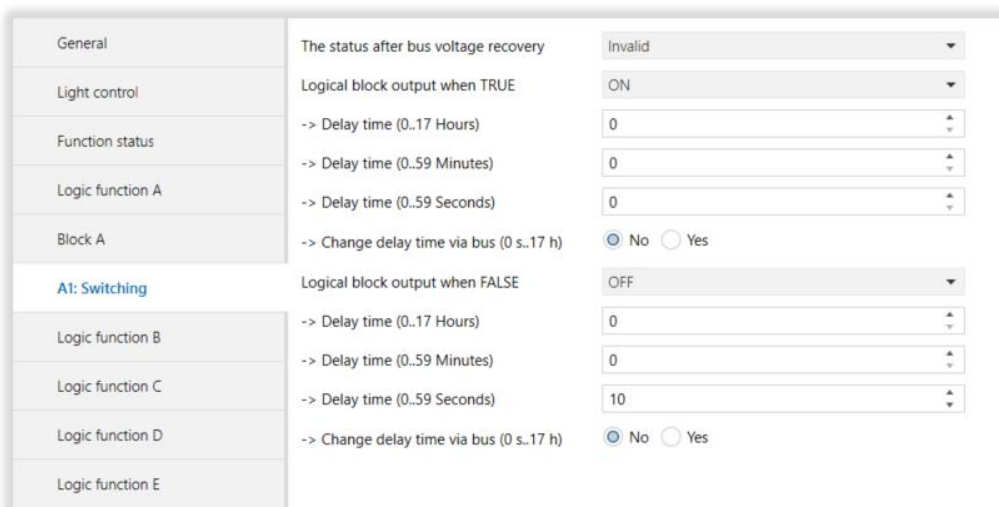 General
Light control
Function status
Logic function A
Block A
A1: Switching
Logic function B
Logic function C
Logic function D
Logic function E
The status after bus voltage recovery Invalid
Logical block output when TRUE ON
-> Delay time (0..17 Hours) 0
-> Delay time (0..59 Minutes) 0
-> Delay time (0..59 Seconds) 0
-> Change delay time via bus (0 s..17 h) No Yes
Logical block output when FALSE OFF
-> Delay time (0..17 Hours) 0
-> Delay time (0..59 Minutes) 0
-> Delay time (0..59 Seconds) 10
-> Change delay time via bus (0 s..17 h) No Yes